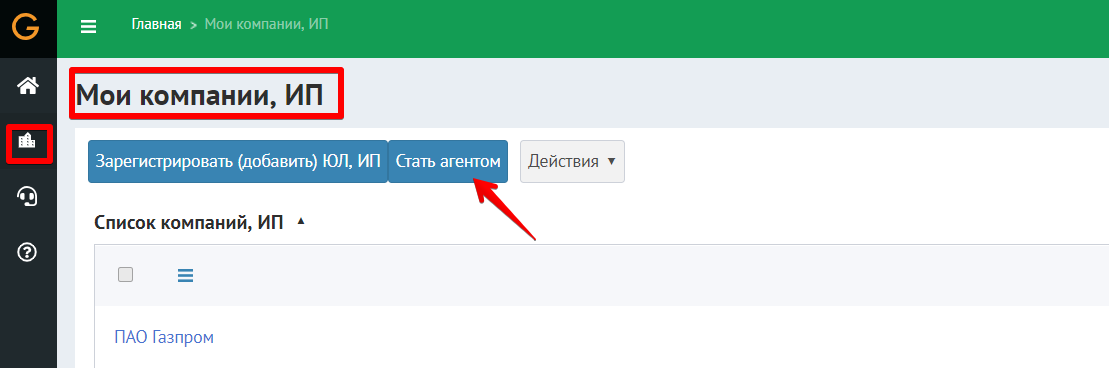 G
Главная > Мои компании, ИП
Мои компании, ИП
Зарегистрировать (добавить) ЮЛ, ИП Стать агентом Действия ▼
Список компаний, ИП ▲
ПАО Газпром